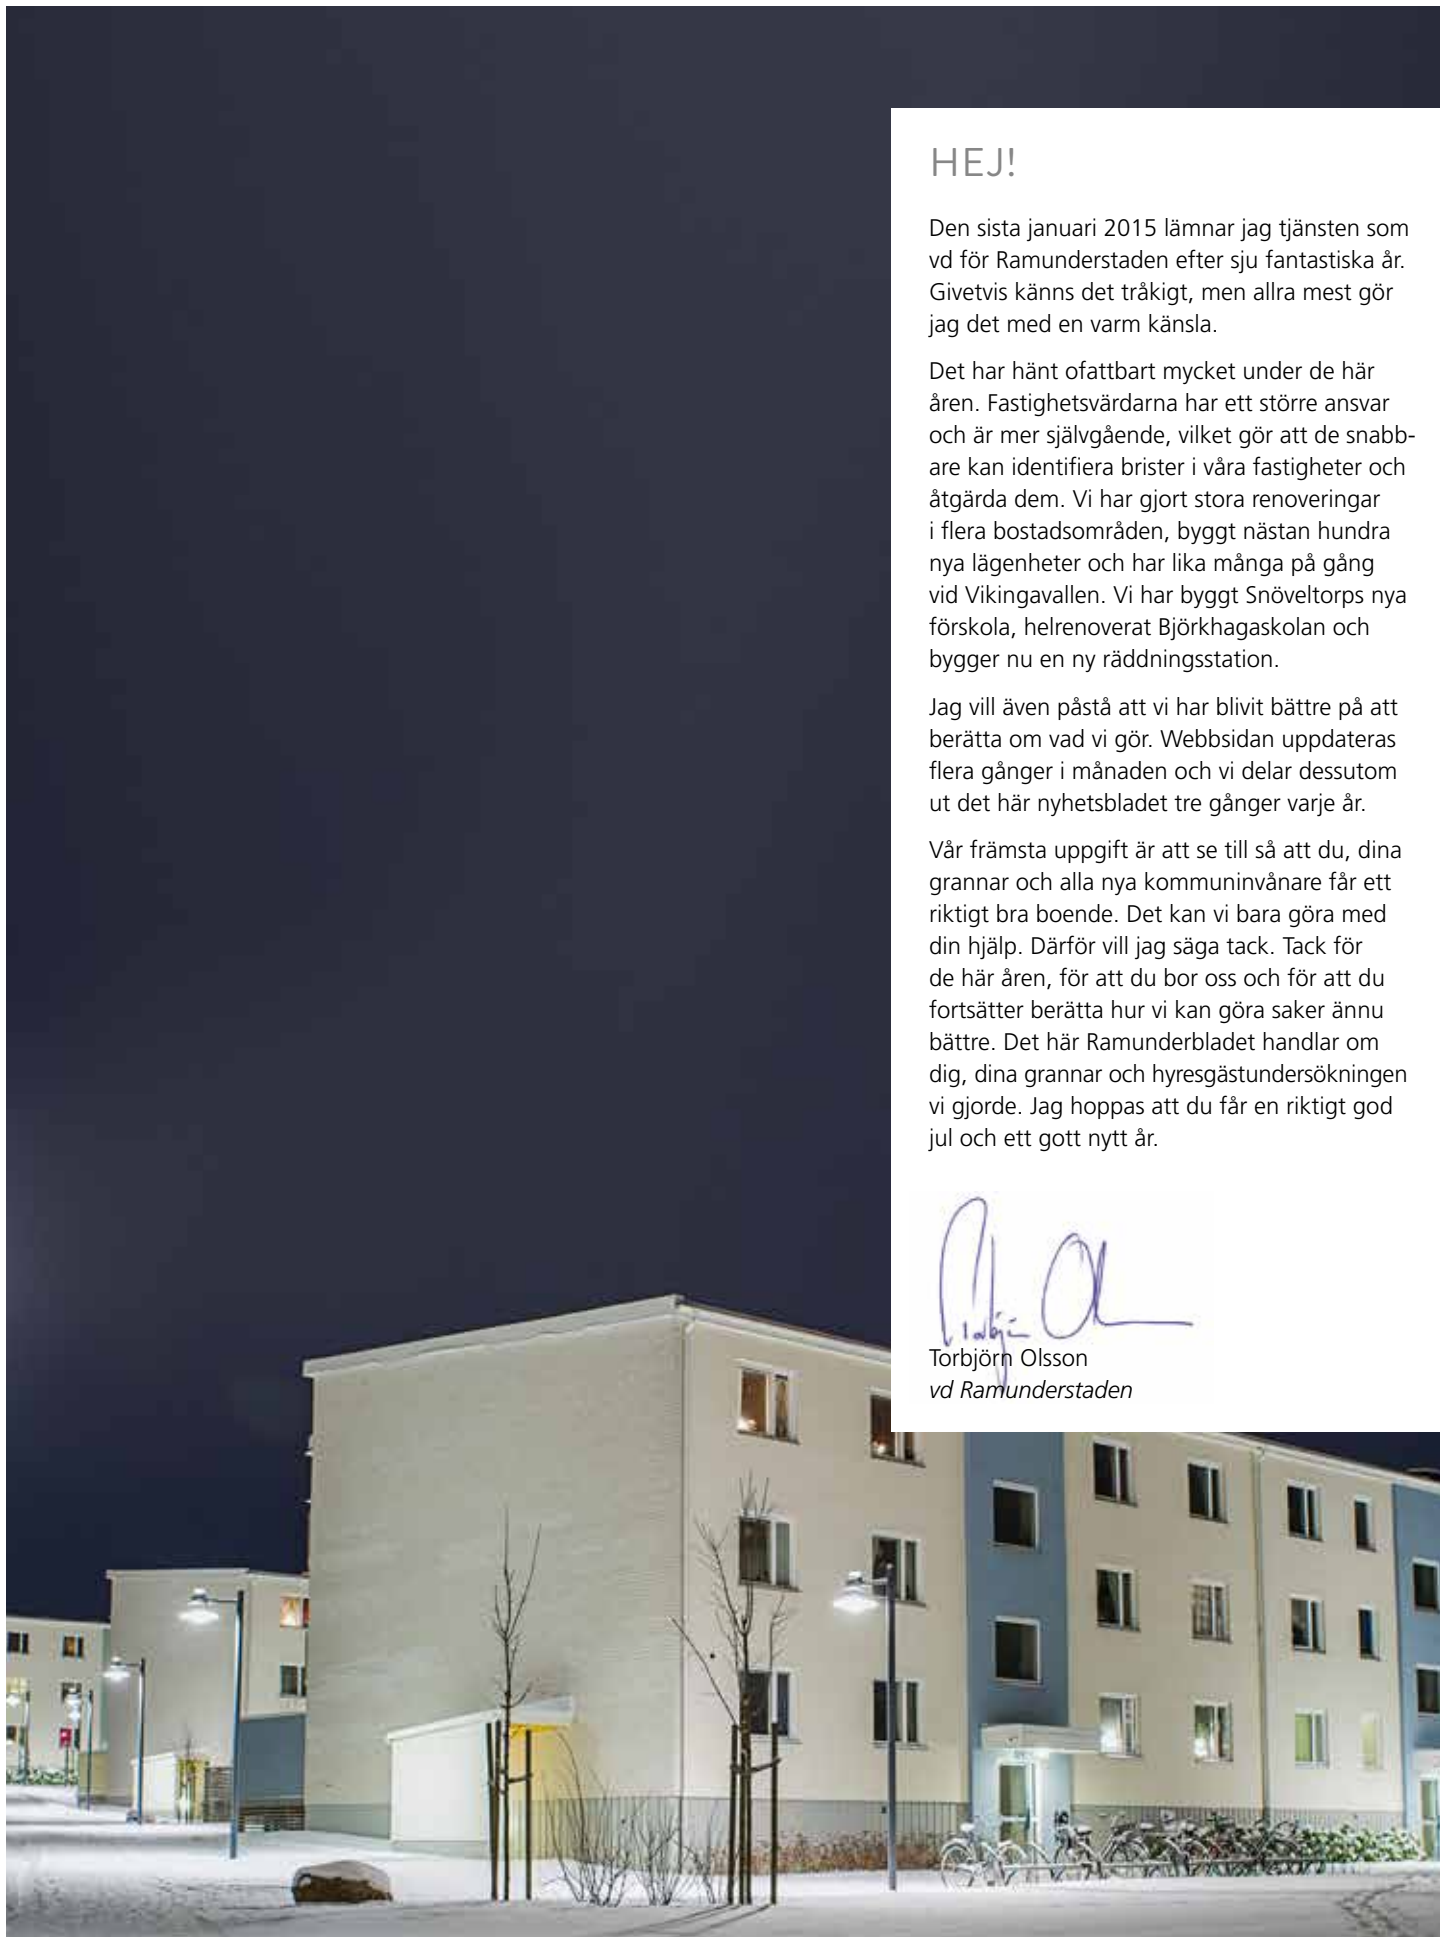 HEJ!
Den sista januari 2015 lämnar jag tjänsten som
vd för Ramunderstaden efter sju fantastiska år.
Givetvis känns det tråkigt, men allra mest gör
jag det med en varm känsla.
Det har hänt ofattbart mycket under de här
åren. Fastighetsvärdarna har ett större ansvar
och är mer självgående, vilket gör att de snabb-
are kan identifiera brister i våra fastigheter och
åtgärda dem. Vi har gjort stora renoveringar
i flera bostadsområden, byggt nästan hundra
nya lägenheter och har lika många på gång
vid Vikingavallen. Vi har byggt Snöveltorps nya
förskola, helrenoverat Björkhagaskolan och
bygger nu en ny räddningsstation.
Jag vill även påstå att vi har blivit bättre på att
berätta om vad vi gör. Webbsidan uppdateras
flera gånger i månaden och vi delar dessutom
ut det här nyhetsbladet tre gånger varje år.
Vår främsta uppgift är att se till så att du, dina
grannar och alla nya kommuninvånare får ett
riktigt bra boende. Det kan vi bara göra med
din hjälp. Därför vill jag säga tack. Tack för
de här åren, för att du bor oss och för att du
fortsätter berätta hur vi kan göra saker ännu
bättre. Det här Ramunderbladet handlar om
dig, dina grannar och hyresgästundersökningen
vi gjorde. Jag hoppas att du får en riktigt god
jul och ett gott nytt år.
Torbjörn Olsson
vd Ramunderstaden